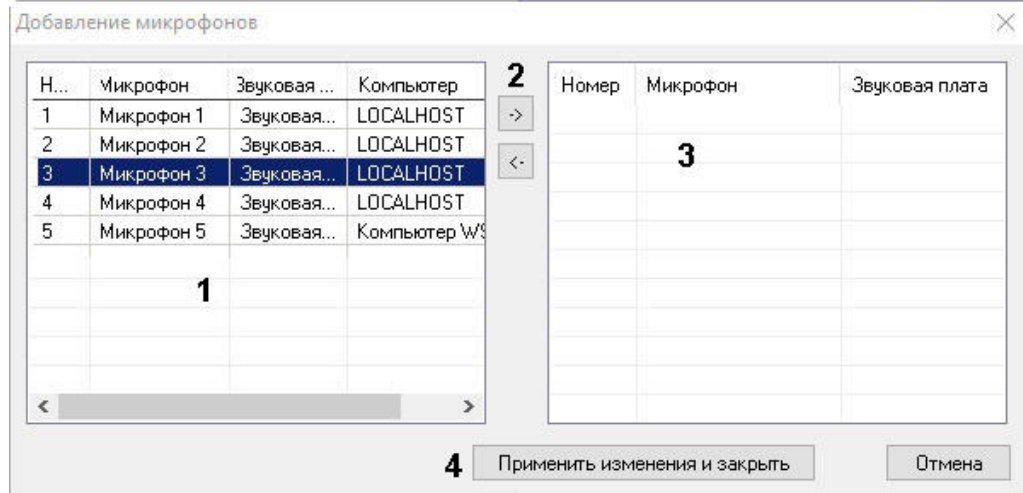 Добавление микрофонов
Н... Микрофон Звуковая ... Компьютер
1 Микрофон 1 Звуковая... LOCALHOST
2 Микрофон 2 Звуковая... LOCALHOST
3 Микрофон 3 Звуковая... LOCALHOST
4 Микрофон 4 Звуковая... LOCALHOST
5 Микрофон 5 Звуковая... Компьютер WS
1
2
->
<-
Номер Микрофон Звуковая плата
3
4 Применить изменения и закрыть Отмена